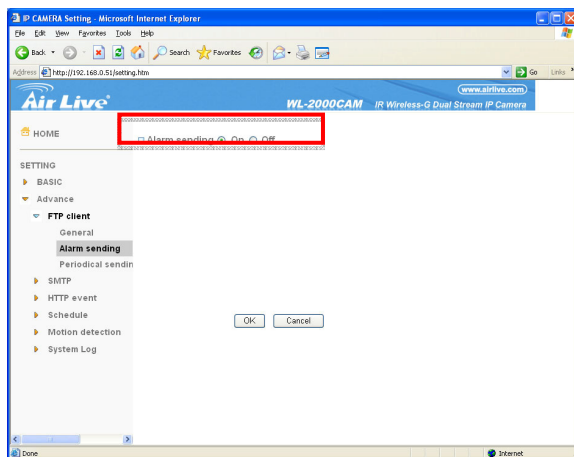 IP CAMERA Setting - Microsoft Internet Explorer
File Edit View Favorites Tools Help
Back Search Favorites
Address http://192.168.0.51/setting.htm Go Links »
www.airlive.com
Air Live®
WL-2000CAM IR Wireless-G Dual Stream IP Camera
HOME
Alarm sending On Off
SETTING
BASIC
Advance
FTP client
General
Alarm sending
Periodical sendin
SMTP
HTTP event
Schedule
OK Cancel
Motion detection
System Log
Done Internet